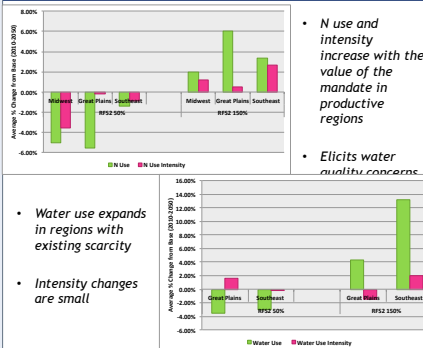 8.00%
6.00%
4.00%
2.00%
0.00%
-2.00%
-4.00%
-6.00%
Average % Change from Base (2010-2050)
Midwest Great Plains Southeast Midwest Great Plains Southeast
RFS2 50% RFS2 150%
N Use N Use Intensity
• N use and
intensity
increase with the
value of the
mandate in
productive
regions
• Elicits water
quality concerns
• Water use expands
in regions with
existing scarcity
• Intensity changes
are small
16.00%
14.00%
12.00%
10.00%
8.00%
6.00%
4.00%
2.00%
0.00%
-2.00%
-4.00%
-6.00%
Average % Change from Base (2010-2050)
Great Plains Southeast Great Plains Southeast
RFS2 50% RFS2 150%
Water Use Water Use Intensity